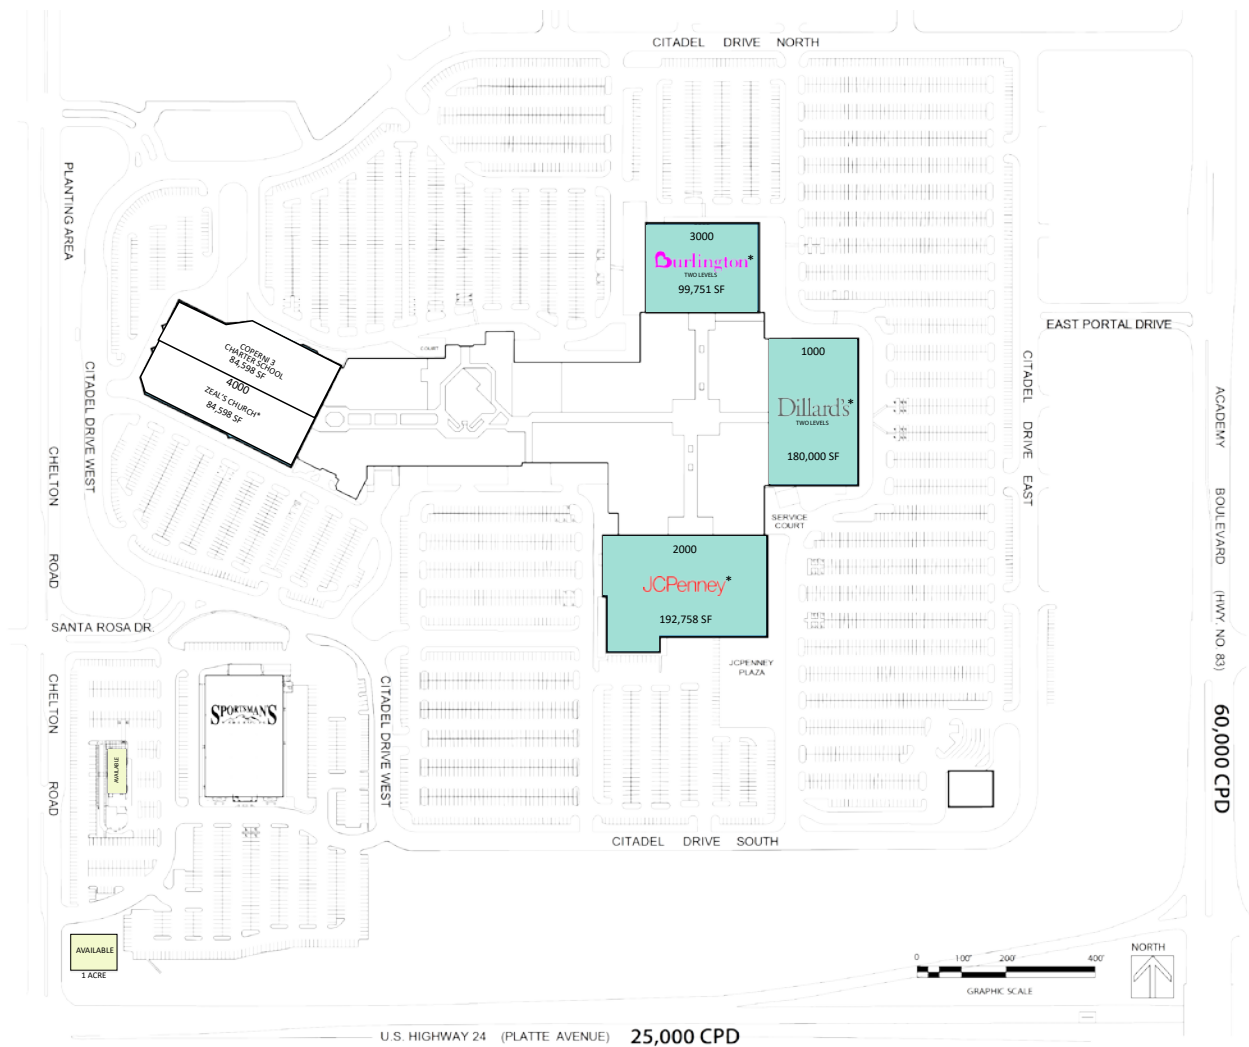 CITADEL DRIVE NORTH
PLANTING AREA
3000
Burlington*
TWO LEVELS
99,751 SF
EAST PORTAL DRIVE
COPERNI 3
CHARTER SCHOOL
84,598 SF
4000
ZEAL'S CHURCH*
84,598 SF
COURT
1000
Dillard's*
TWO LEVELS
180,000 SF
CITADEL DRIVE WEST
CITADEL DRIVE EAST
ACADEMY BOULEVARD (HWY. NO. 83)
60,000 CPD
CHELTON ROAD
SERVICE
COURT
2000
JCPenney*
192,758 SF
SANTA ROSA DR.
JCPENNEY
PLAZA
CHELTON ROAD
SPORTSMAN'S
CITADEL DRIVE WEST
AVAILABLE
CITADEL DRIVE SOUTH
AVAILABLE
1 ACRE
NORTH
0 100' 200' 400'
GRAPHIC SCALE
U.S. HIGHWAY 24 (PLATTE AVENUE) 25,000 CPD